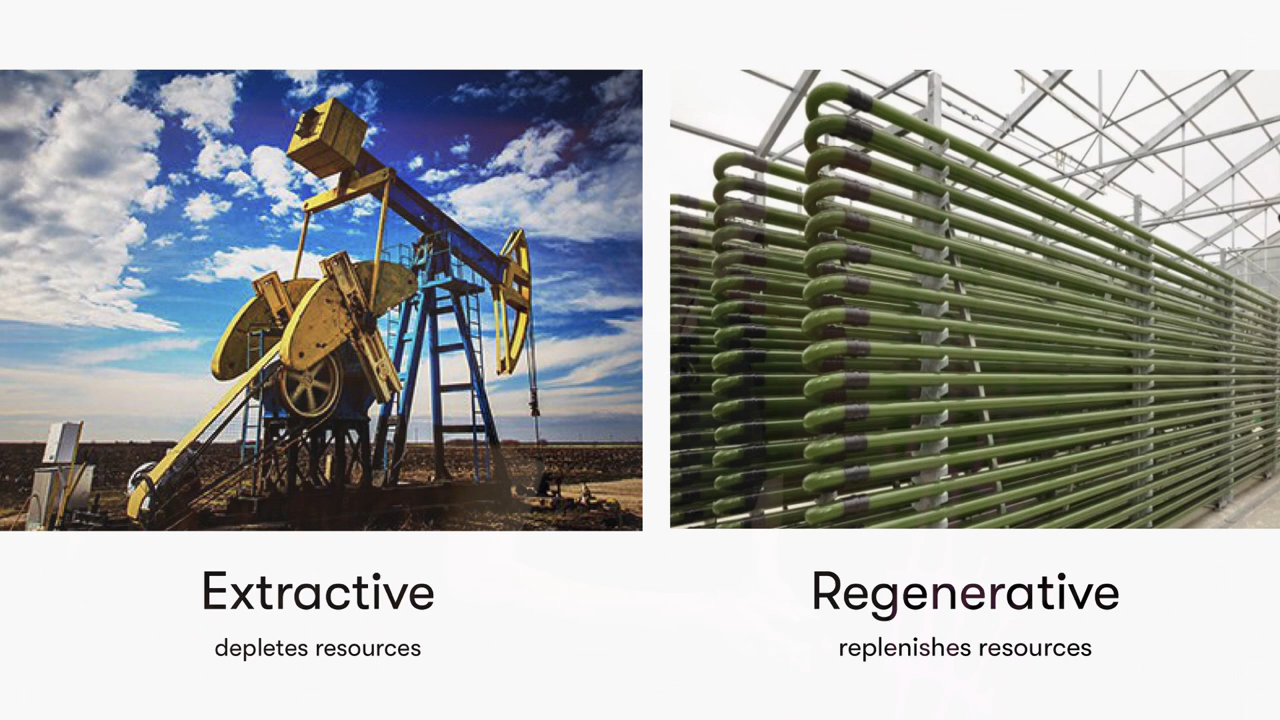 Extractive
depletes resources
Regenerative
replenishes resources